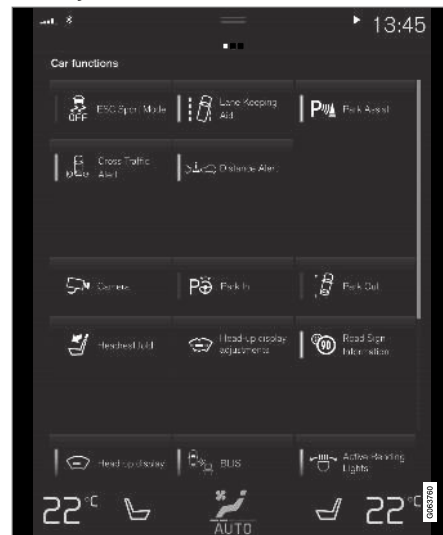 13:45
Car functions
OFF
ESC Sport Mode
Lane Keeping
Aid
P
Park Assist
Cross Traffic
Alert
Distance Alert
Camera
P
Park In
Park Out
Headrest fold
Head-up display
adjustments
90
Road Sign
Information
Head-up display
BLIS
Active Bending
Lights
22°C
AUTO
22°C
G063760